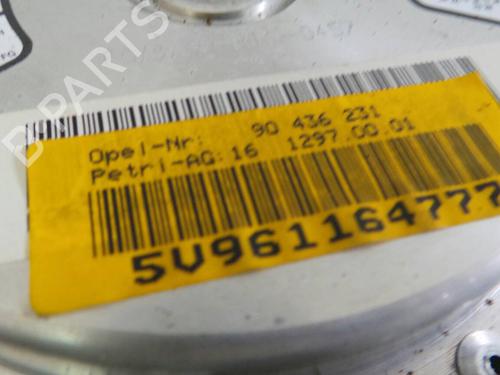 B-PARTS
Opel-Nr: 90 436 231
Petri-AG: 16 1297.00.01
5V961164777